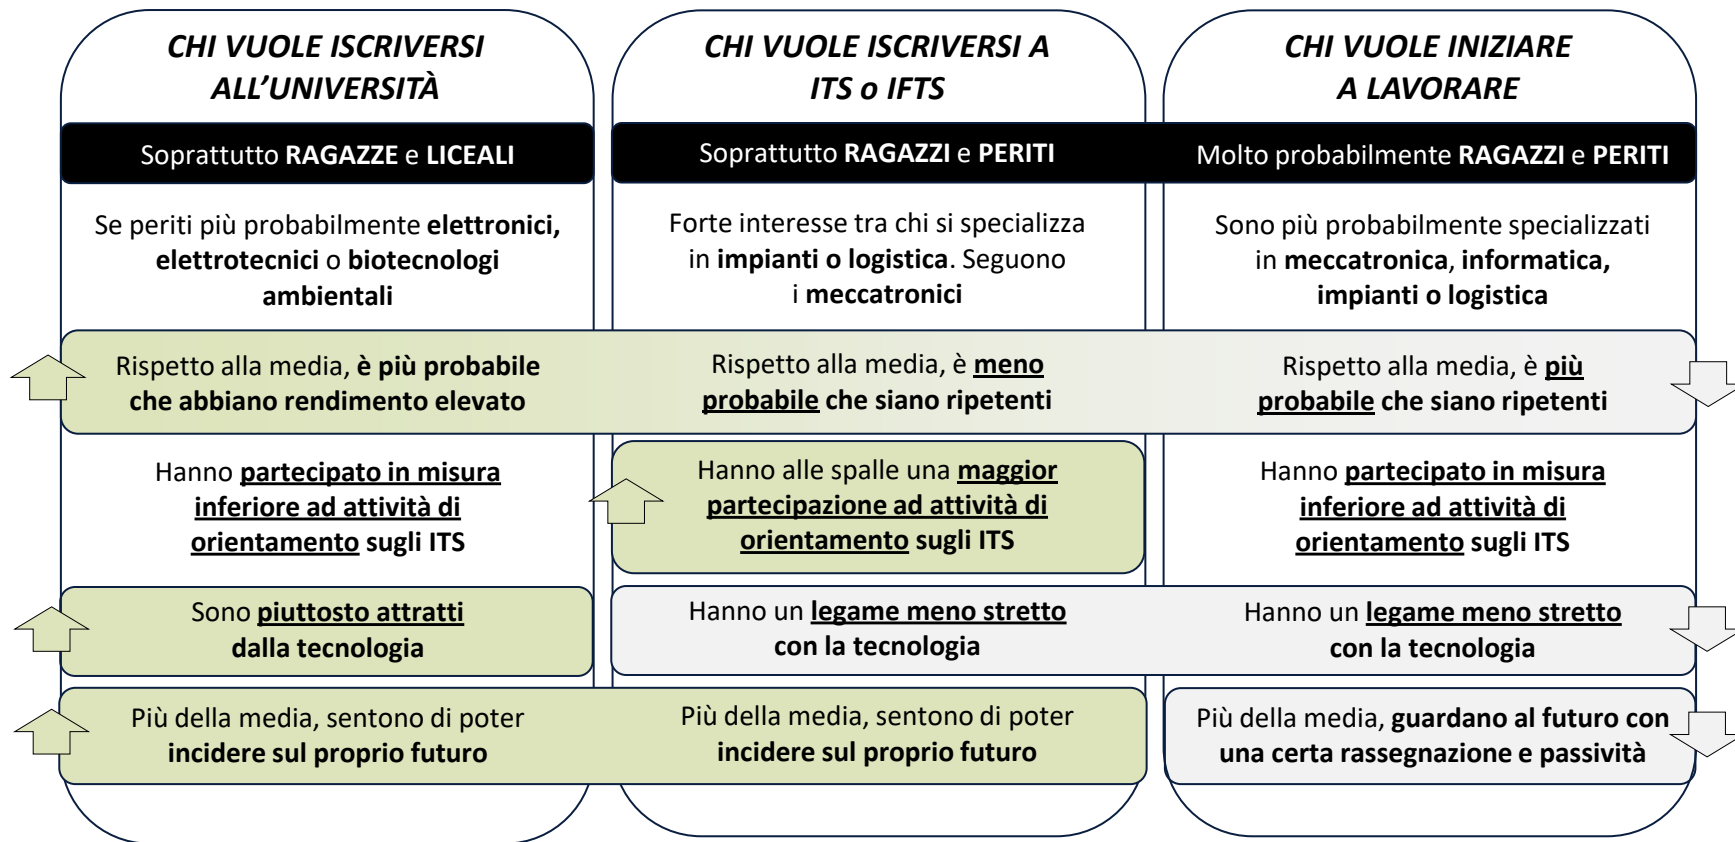 CHI VUOLE ISCRIVERSI
ALL'UNIVERSITÀ
Soprattutto RAGAZZE e LICEALI
Se periti più probabilmente elettronici,
elettrotecnici o biotecnologi
ambientali
Rispetto alla media, è più probabile
che abbiano rendimento elevato
Hanno partecipato in misura
inferiore ad attività di
orientamento sugli ITS
Sono piuttosto attratti
dalla tecnologia
Più della media, sentono di poter
incidere sul proprio futuro
CHI VUOLE ISCRIVERSI A
ITS o IFTS
Soprattutto RAGAZZI e PERITI
Forte interesse tra chi si specializza
in impianti o logistica. Seguono
i meccatronici
Rispetto alla media, è meno
probabile che siano ripetenti
Hanno alle spalle una maggior
partecipazione ad attività di
orientamento sugli ITS
Hanno un legame meno stretto
con la tecnologia
Più della media, sentono di poter
incidere sul proprio futuro
CHI VUOLE INIZIARE
A LAVORARE
Molto probabilmente RAGAZZI e PERITI
Sono più probabilmente specializzati
in meccatronica, informatica,
impianti o logistica
Rispetto alla media, è più
probabile che siano ripetenti
Hanno partecipato in misura
inferiore ad attività di
orientamento sugli ITS
Hanno un legame meno stretto
con la tecnologia
Più della media, guardano al futuro con
una certa rassegnazione e passività